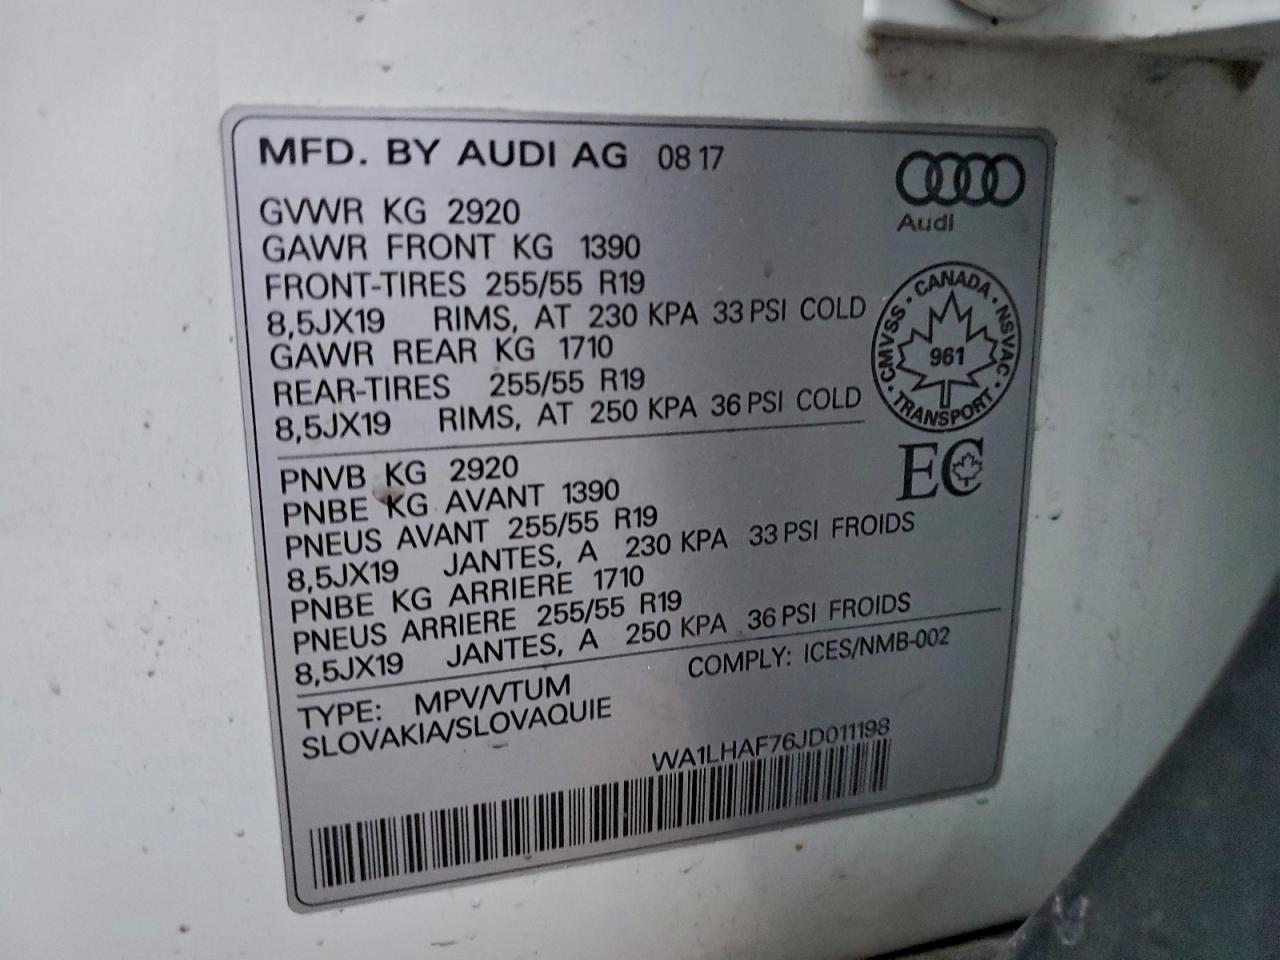 MFD. BY AUDI AG 08 17
Audi
GVWR KG 2920
GAWR FRONT KG 1390
FRONT-TIRES 255/55 R19
8,5JX19 RIMS, AT 230 KPA 33 PSI COLD
GAWR REAR KG 1710
REAR-TIRES 255/55 R19
8,5JX19 RIMS, AT 250 KPA 36 PSI COLD
CANADA · NSVAC · TRANSPORT · CMVSS ·
961
EC
PNVB KG 2920
PNBE KG AVANT 1390
PNEUS AVANT 255/55 R19
8,5JX19 JANTES, A 230 KPA 33 PSI FROIDS
PNBE KG ARRIERE 1710
PNEUS ARRIERE 255/55 R19
8,5JX19 JANTES, A 250 KPA 36 PSI FROIDS
TYPE: MPV/VTUM COMPLY: ICES/NMB-002
SLOVAKIA/SLOVAQUIE
WA1LHAF76JD011198